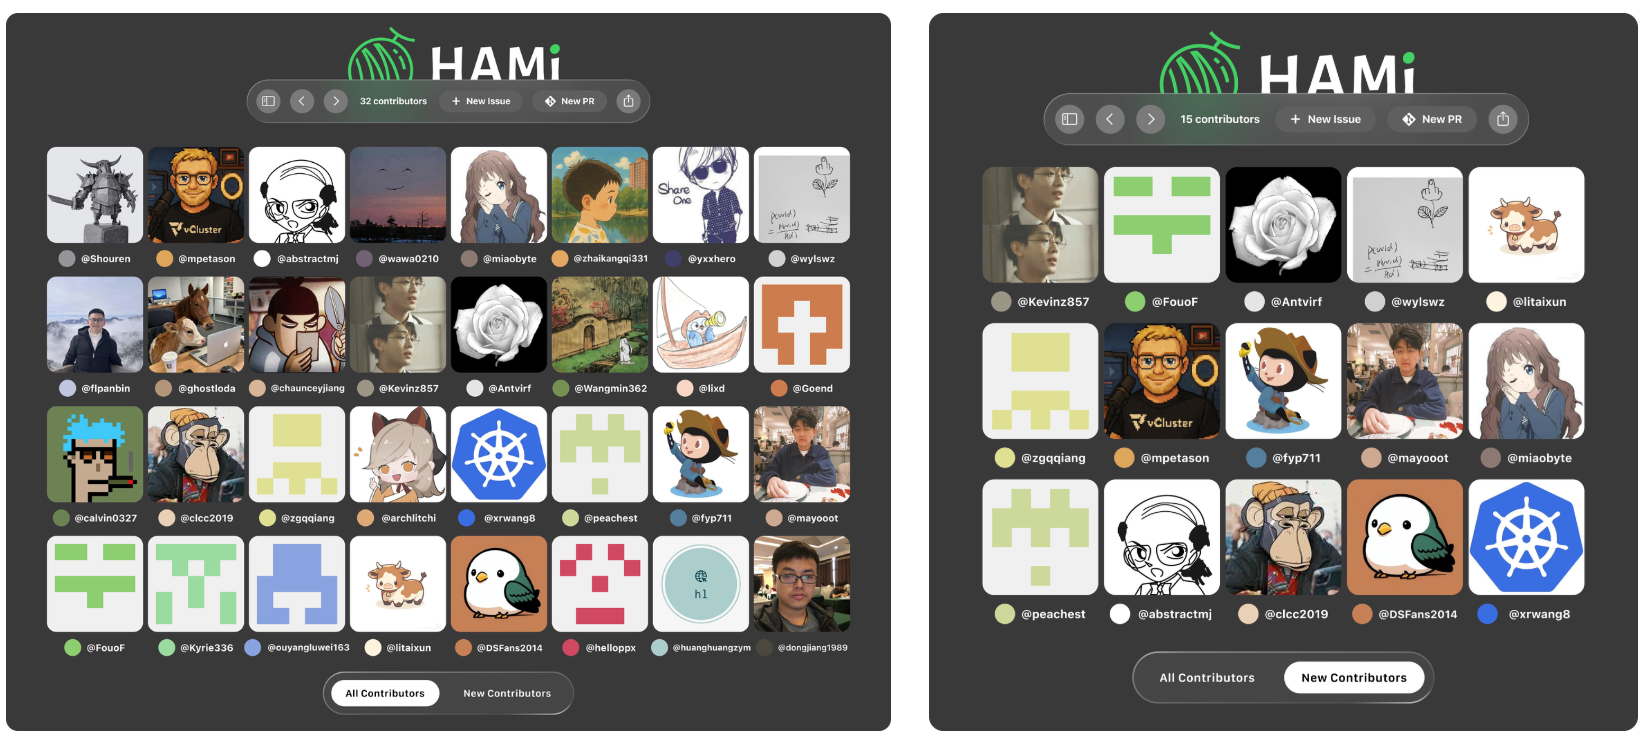 HAMi
32 contributors
+ New Issue
New PR
vCluster
Share
One
@Shouren
@mpetason
@abstractmj
@wawa0210
@miaobyte
@zhaikangqi331
@yxxhero
@wylswz
@flpanbin
@ghostloda
@chaunceyjiang
@Kevinz857
@Antvirf
@Wangmin362
@lixd
@Goend
@calvin0327
@clcc2019
@zgqqiang
@archlitchi
@xrwang8
@peachest
@fyp711
@mayooot
hl
@FouoF
@Kyrie336
@ouyangluwei163
@litaixun
@DSFans2014
@helloppx
@huanghuangzym
@dongjiang1989
All Contributors
New Contributors
HAMi
15 contributors
+ New Issue
New PR
@Kevinz857
@FouoF
@Antvirf
@wylswz
@litaixun
vCluster
@zgqqiang
@mpetason
@fyp711
@mayooot
@miaobyte
@peachest
@abstractmj
@clcc2019
@DSFans2014
@xrwang8
All Contributors
New Contributors